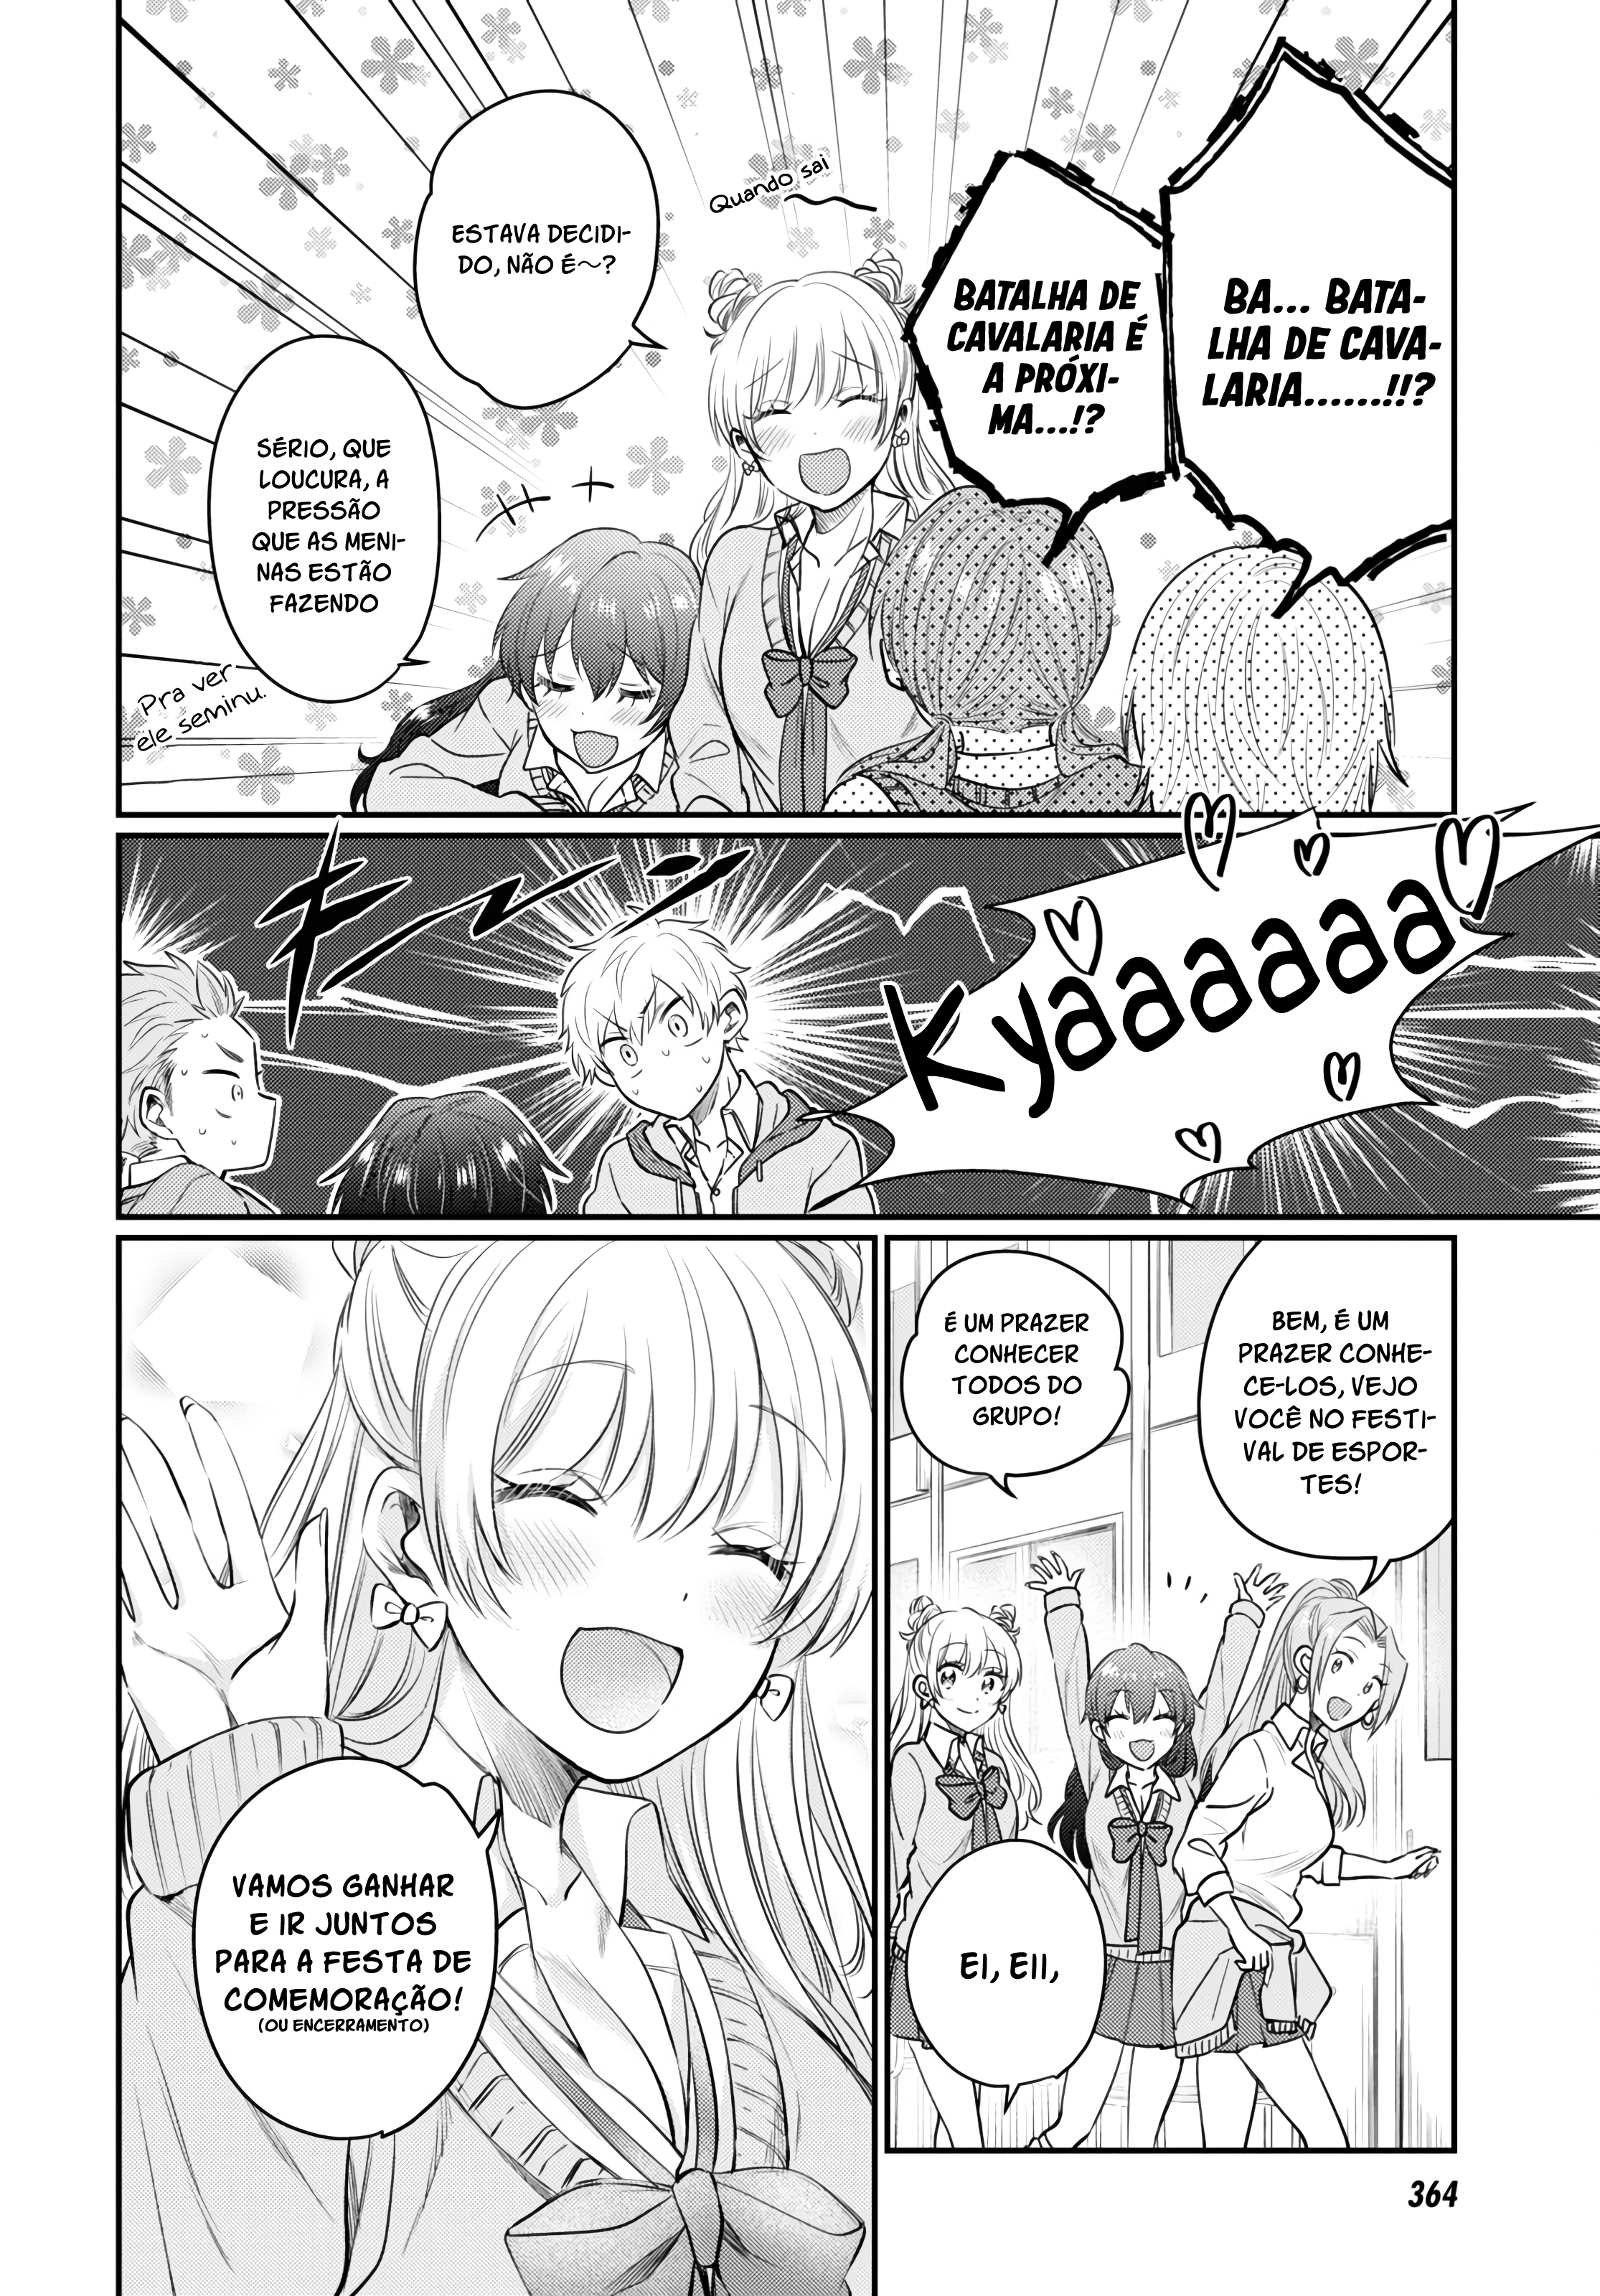 BA... BATA-
LHA DE CAVA-
LARIA......!!?
BATALHA DE
CAVALARIA É
A PRÓXI-
MA...!?
Quando sai
ESTAVA DECIDI-
DO, NÃO É～?
SÉRIO, QUE
LOUCURA, A
PRESSÃO
QUE AS MENI-
NAS ESTÃO
FAZENDO
Pra ver
ele seminu.
Kyaaaaaa
キーン
BEM, É UM
PRAZER CONHE-
CE-LOS, VEJO
VOCÊ NO FESTI-
VAL DE ESPOR-
TES!
É UM PRAZER
CONHECER
TODOS DO
GRUPO!
EI, EII,
VAMOS GANHAR
E IR JUNTOS
PARA A FESTA DE
COMEMORAÇÃO!
(OU ENCERRAMENTO)
364